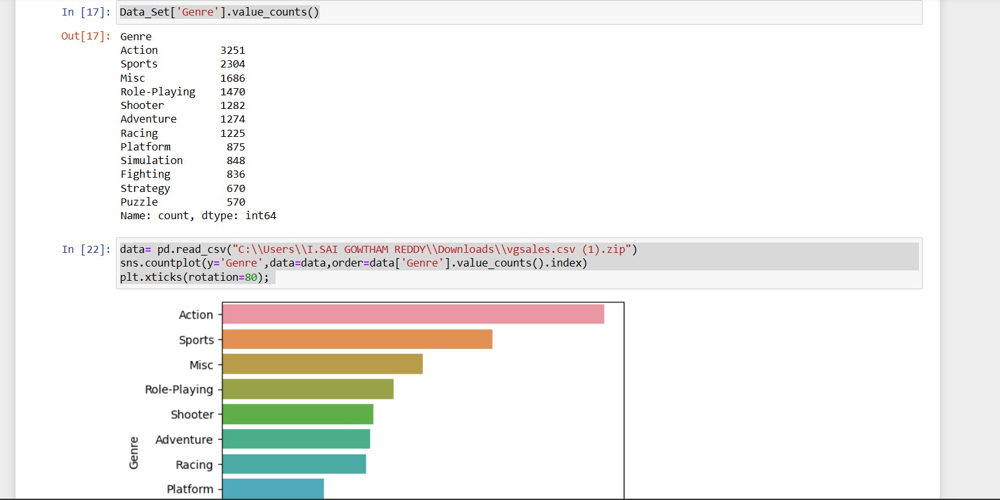 In [17]: Data_Set['Genre'].value_counts()
Out[17]: Genre
Action 3251
Sports 2304
Misc 1686
Role-Playing 1470
Shooter 1282
Adventure 1274
Racing 1225
Platform 875
Simulation 848
Fighting 836
Strategy 670
Puzzle 570
Name: count, dtype: int64
In [22]: data= pd.read_csv("C:\\Users\\I.SAI GOWTHAM REDDY\\Downloads\\vgsales.csv (1).zip")
sns.countplot(y='Genre',data=data,order=data['Genre'].value_counts().index)
plt.xticks(rotation=80);
Action
Sports
Misc
Role-Playing
Shooter
Adventure
Racing
Platform
Genre